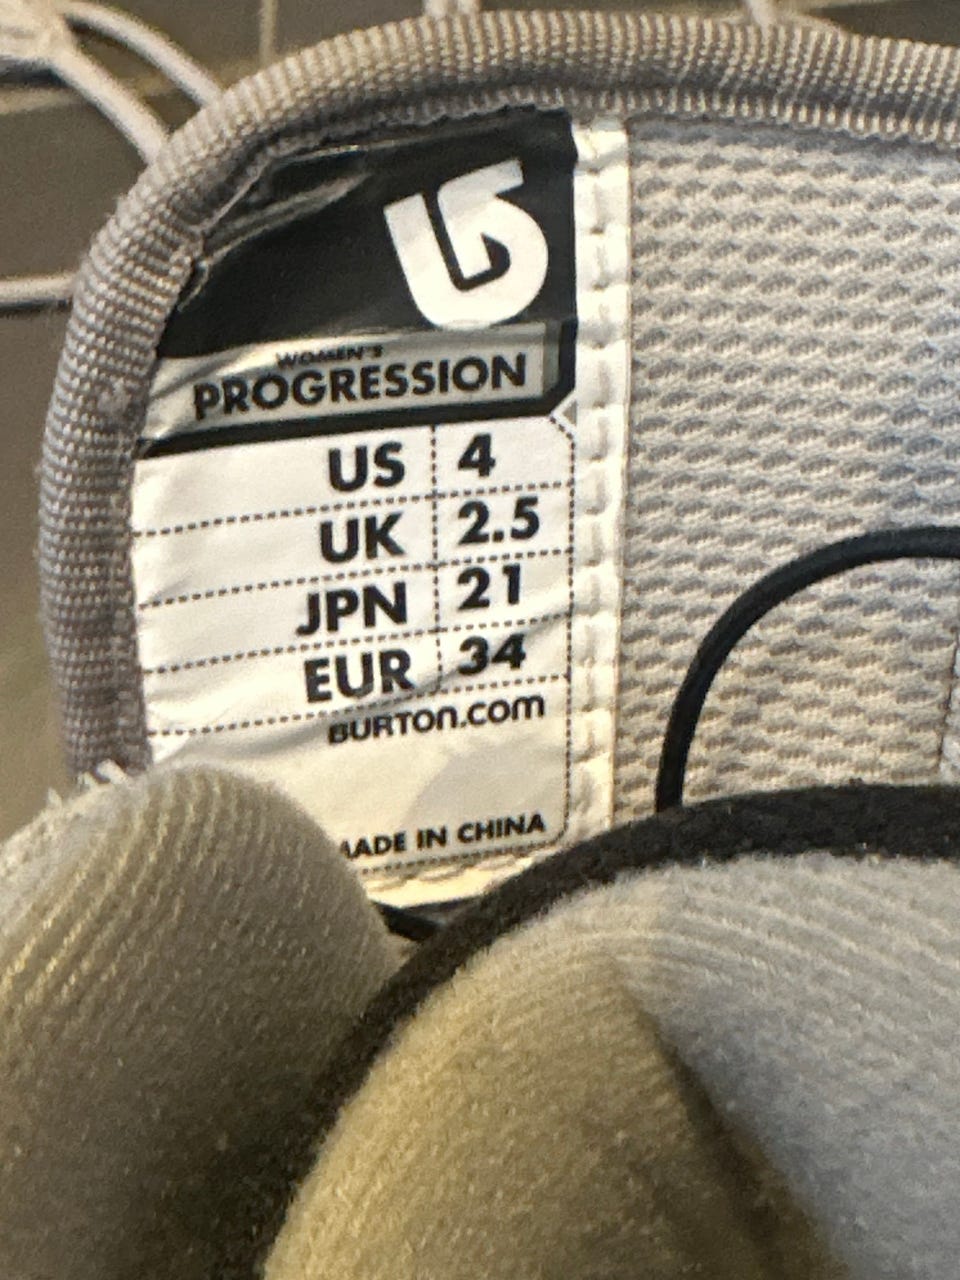 WOMEN'S
PROGRESSION
US 4
UK 2.5
JPN 21
EUR 34
BURTON.COM
MADE IN CHINA